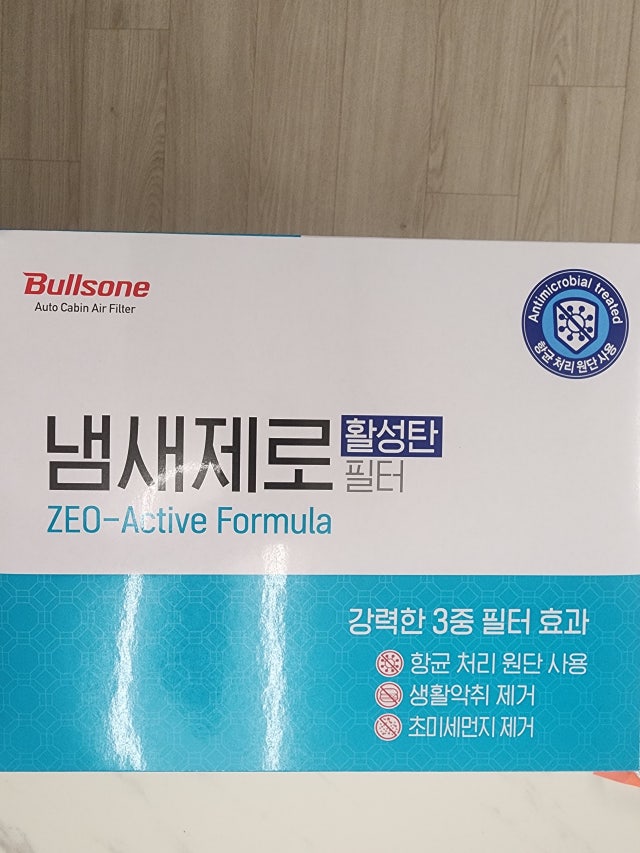 Bullsone
Auto Cabin Air Filter
Antimicrobial treated
항균 처리 원단 사용
냄새제로 활성탄
필터
ZEO-Active Formula
강력한 3중 필터 효과
항균 처리 원단 사용
생활악취 제거
초미세먼지 제거